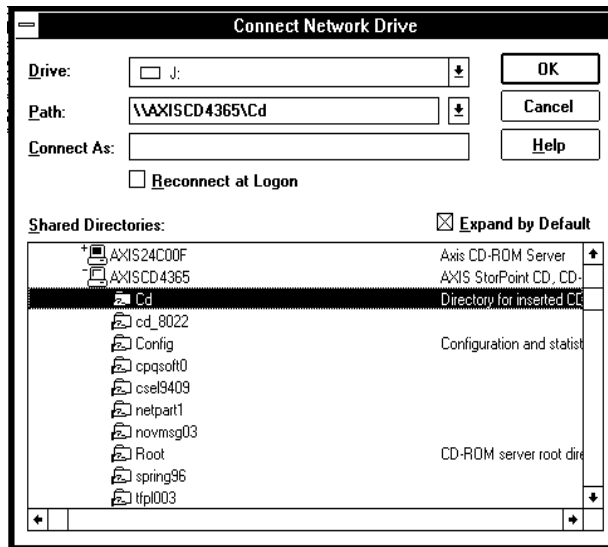 Connect Network Drive
Drive: J: OK
Path: \\AXISCD4365\Cd Cancel
Connect As: Help
Reconnect at Logon
Shared Directories: Expand by Default
AXIS24C00F Axis CD-ROM Server
AXISCD4365 AXIS StorPoint CD, CD-
Cd Directory for inserted CD
cd_8022
Config Configuration and statist
cpqsoft0
csel9409
netpart1
novmsg03
Root CD-ROM server root dire
spring96
tfpl003